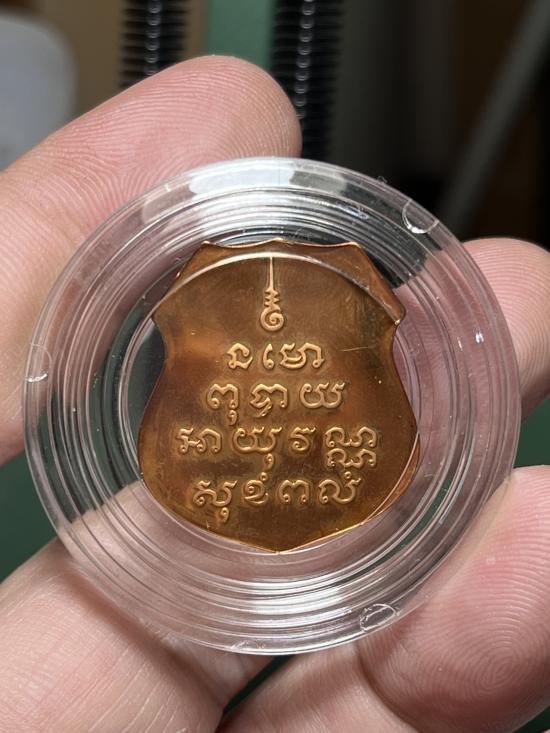 នមោ
ពុទ្ធាយ
អាយុវណ្ណ
សុខំពលំ